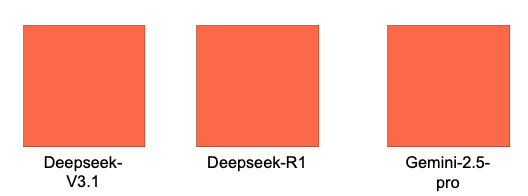 Deepseek-
V3.1
Deepseek-R1
Gemini-2.5-
pro